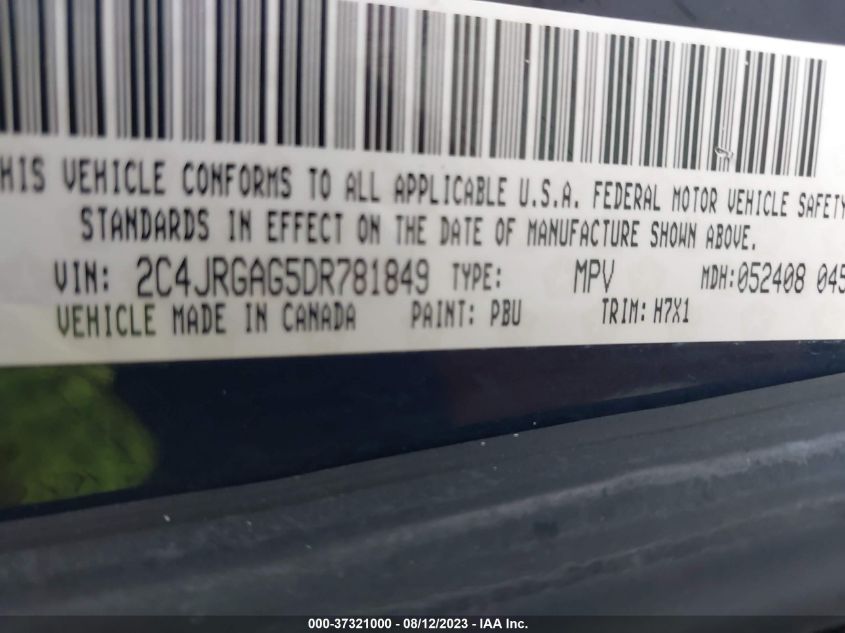 HIS VEHICLE CONFORMS TO ALL APPLICABLE U.S.A. FEDERAL MOTOR VEHICLE SAFETY
STANDARDS IN EFFECT ON THE DATE OF MANUFACTURE SHOWN ABOVE.
VIN: 2C4JRGAG5DR781849 TYPE: MPV MDH:052408 045
VEHICLE MADE IN CANADA PAINT: PBU TRIM: H7X1
000-37321000 - 08/12/2023 - IAA Inc.